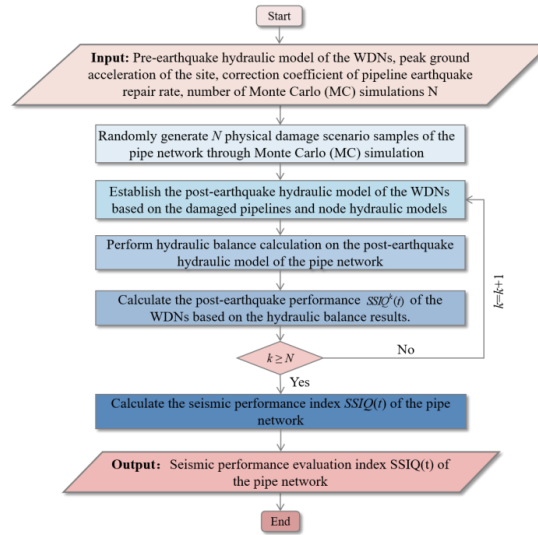 Start
Input: Pre-earthquake hydraulic model of the WDNs, peak ground
acceleration of the site, correction coefficient of pipeline earthquake
repair rate, number of Monte Carlo (MC) simulations N
Randomly generate N physical damage scenario samples of the
pipe network through Monte Carlo (MC) simulation
Establish the post-earthquake hydraulic model of the WDNs
based on the damaged pipelines and node hydraulic models
Perform hydraulic balance calculation on the post-earthquake
hydraulic model of the pipe network
Calculate the post-earthquake performance SSIQ^k(t) of the
WDNs based on the hydraulic balance results.
k=k+1
k ≥ N
No
Yes
Calculate the seismic performance index SSIQ(t) of the pipe
network
Output: Seismic performance evaluation index SSIQ(t) of
the pipe network
End